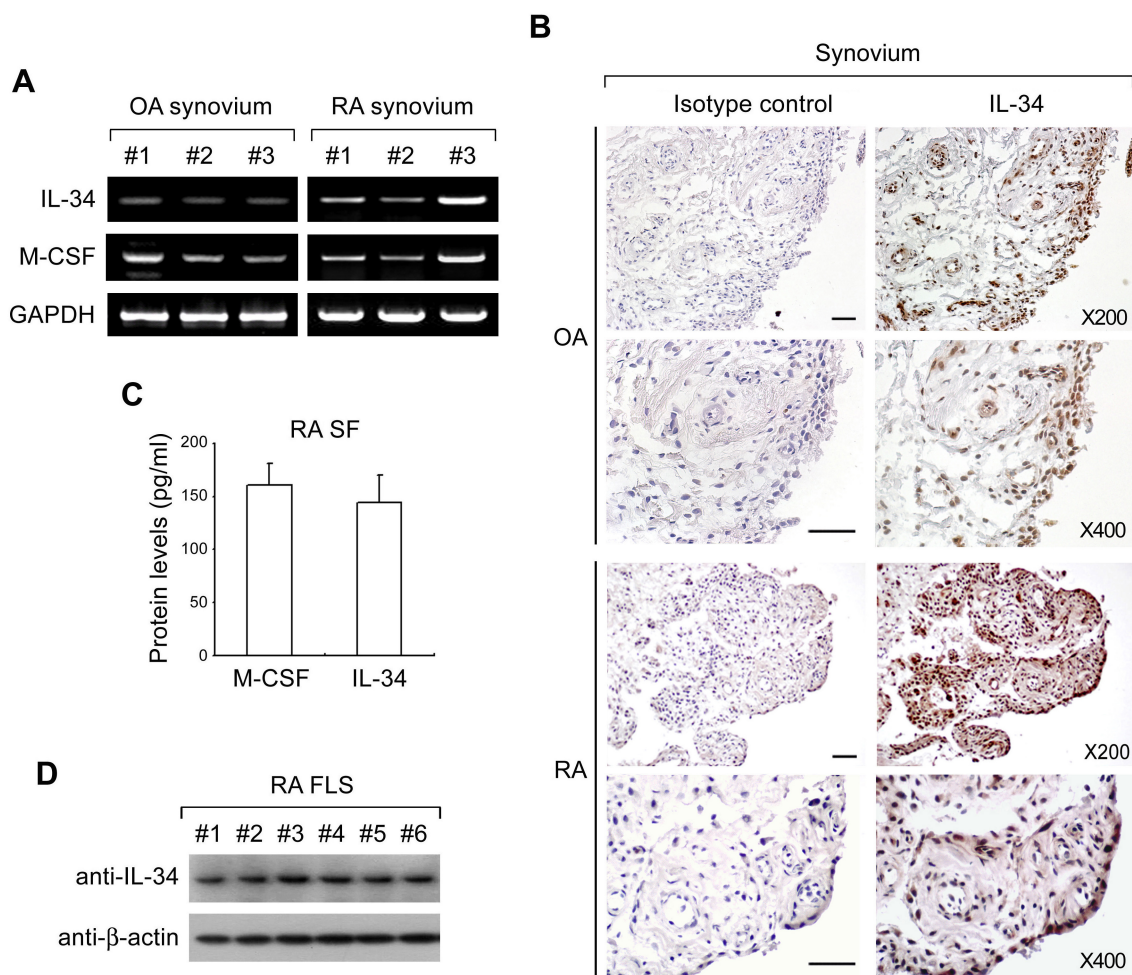 A
OA synovium RA synovium
#1 #2 #3 #1 #2 #3
IL-34
M-CSF
GAPDH
B
Synovium
Isotype control IL-34
OA
X200
X400
RA
X200
X400
C
RA SF
Protein levels (pg/ml)
200
150
100
50
0
M-CSF IL-34
D
RA FLS
#1 #2 #3 #4 #5 #6
anti-IL-34
anti-β-actin